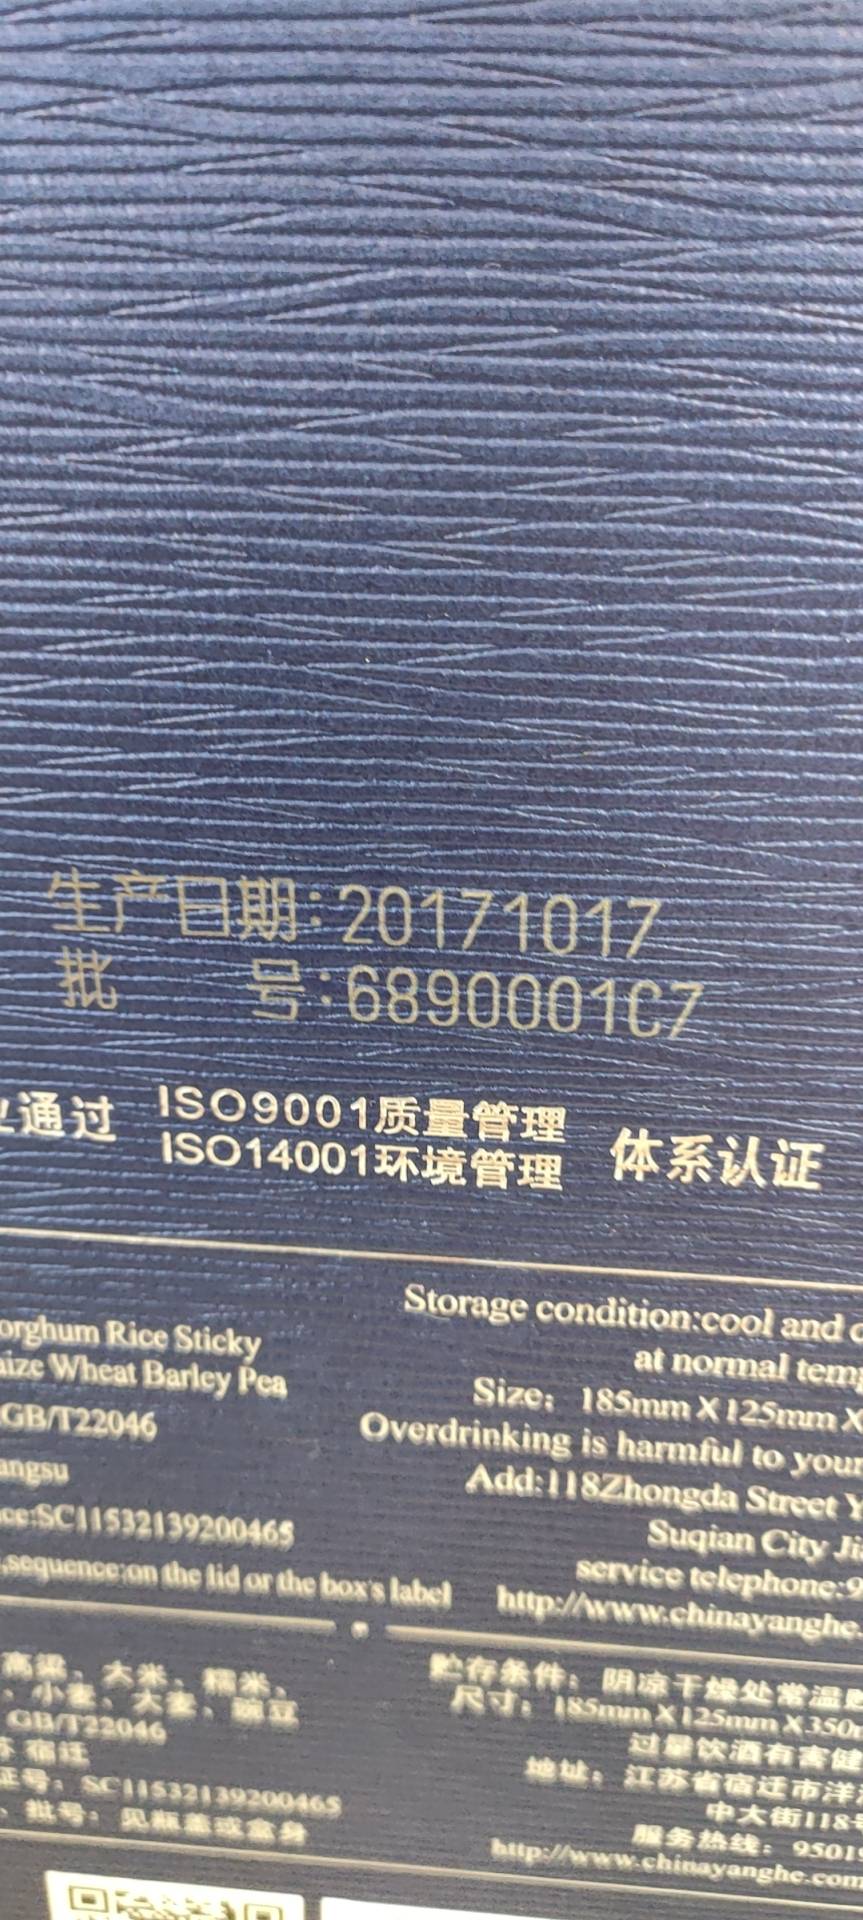 生产日期:20171017
批 号:6890001C7
业通过
ISO9001质量管理
ISO14001环境管理
体系认证
orghum Rice Sticky
aize Wheat Barley Pea
GB/T22046
angsu
ce:SC11532139200465
sequence:on the lid or the box's label
Storage condition:cool and
at normal temp
Size: 185mm X 125mm X
Overdrinking is harmful to your
Add:118Zhongda Street Y
Suqian City Ji
service telephone:9
http://www.chinayanghe.
高粱、大米、糯米、
、小麦、大麦、豌豆
GB/T22046
苏 宿迁
证号: SC11532139200465
、批号: 见瓶盖或盒身
贮存条件: 阴凉干燥处常温
尺寸: 185mm X 125mm X 350
过量饮酒有害健
地址: 江苏省宿迁市洋
中大街118号
服务热线: 95019
http://www.chinayanghe.com